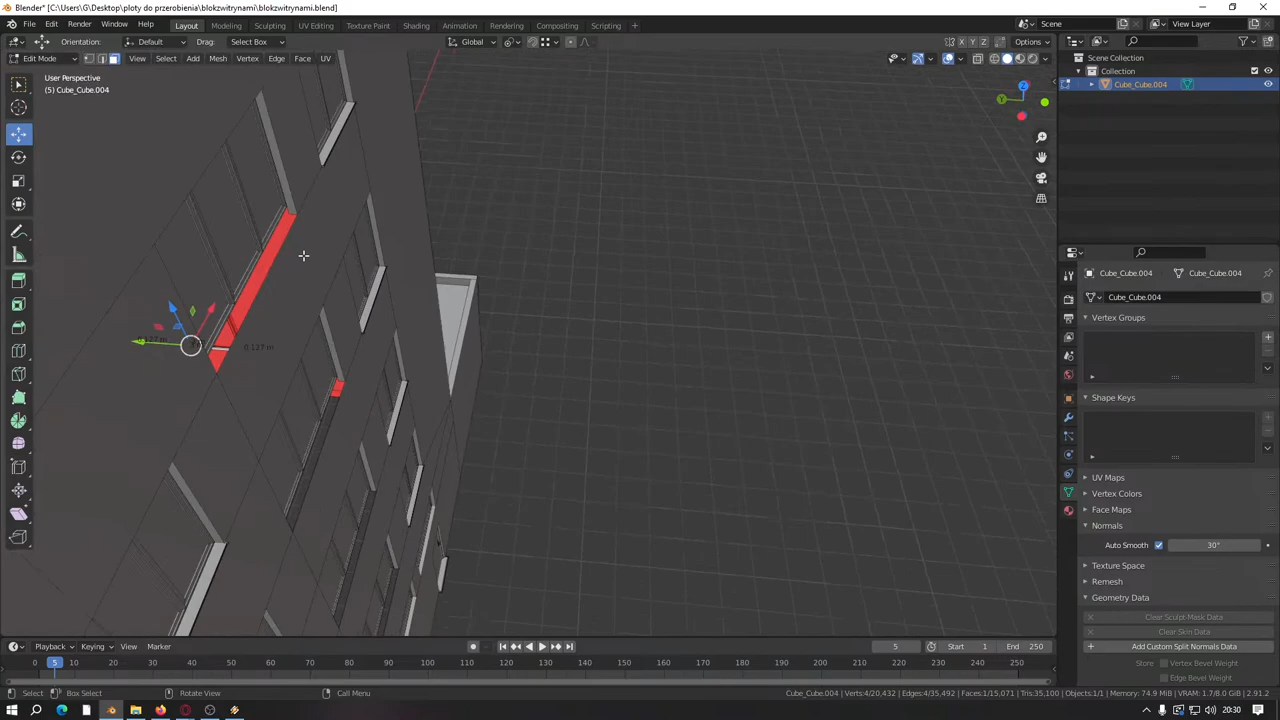 Blender* [C:\Users\G\Desktop\ploty do przerobienia\blokzwitrynami\blokzwitrynami.blend]
File Edit Render Window Help Layout Modeling Sculpting UV Editing Texture Paint Shading Animation Rendering Compositing Scripting + Scene View Layer
Orientation: Default Drag: Select Box Global X Y Z Options
Edit Mode View Select Add Mesh Vertex Edge Face UV
User Perspective
(5) Cube_Cube.004
Scene Collection
Collection
Cube_Cube.004
Z
Y
0.127 m
Cube_Cube.004 Cube_Cube.004
Cube_Cube.004
Vertex Groups
Shape Keys
UV Maps
Vertex Colors
Face Maps
Normals
Auto Smooth 30°
Texture Space
Remesh
Geometry Data
Clear Sculpt-Mask Data
Clear Skin Data
Add Custom Split Normals Data
Store Vertex Bevel Weight
Edge Bevel Weight
Playback Keying View Marker 5 Start 1 End 250
0 5 10 20 30 40 50 60 70 80 90 100 110 120 130 140 150 160 170 180 190 200 210 220 230 240 250
Select Box Select Rotate View Call Menu Cube_Cube.004 | Verts:4/20,432 | Edges:4/35,492 | Faces:1/15,071 | Tris:35,100 | Objects:1/1 | Memory: 74.9 MiB | VRAM: 1.7/8.0 GiB | 2.91.2
20:30